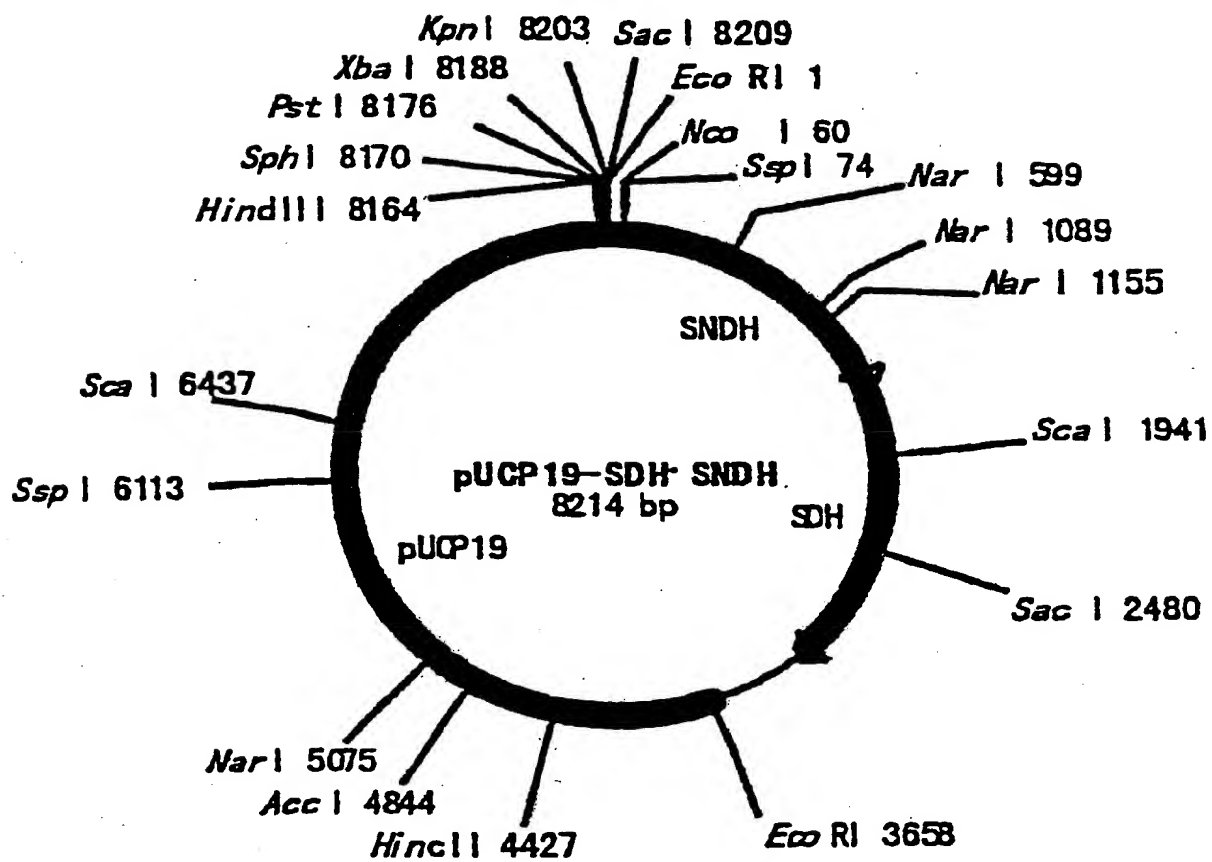 KpnI 8203
SacI 8209
XbaI 8188
EcoRI 1
PstI 8176
NcoI 60
SphI 8170
SspI 74
HindIII 8164
NarI 599
NarI 1089
NarI 1155
SNDH
ScaI 6437
ScaI 1941
SspI 6113
pUCP19-SDH-SNDH
8214 bp
SDH
pUCP19
SacI 2480
NarI 5075
AccI 4844
HincII 4427
EcoRI 3658